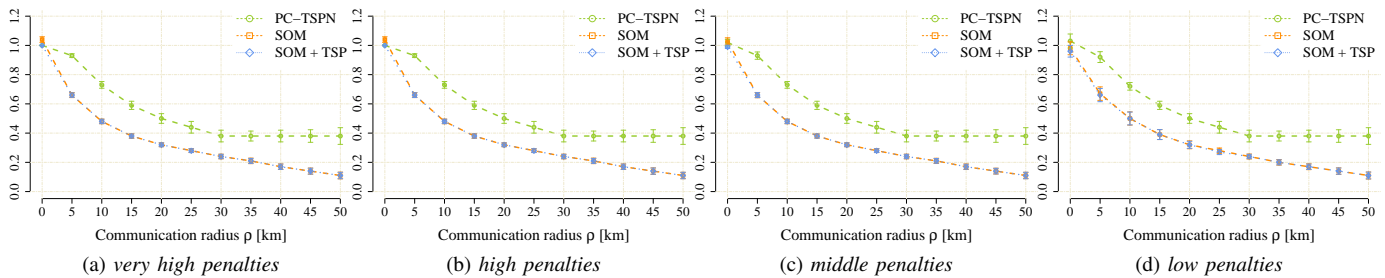 PC−TSPN
SOM
SOM + TSP
0.0 0.2 0.4 0.6 0.8 1.0 1.2
0 5 10 15 20 25 30 35 40 45 50
Communication radius ρ [km]
(a) very high penalties
PC−TSPN
SOM
SOM + TSP
0.0 0.2 0.4 0.6 0.8 1.0 1.2
0 5 10 15 20 25 30 35 40 45 50
Communication radius ρ [km]
(b) high penalties
PC−TSPN
SOM
SOM + TSP
0.0 0.2 0.4 0.6 0.8 1.0 1.2
0 5 10 15 20 25 30 35 40 45 50
Communication radius ρ [km]
(c) middle penalties
PC−TSPN
SOM
SOM + TSP
0.0 0.2 0.4 0.6 0.8 1.0 1.2
0 5 10 15 20 25 30 35 40 45 50
Communication radius ρ [km]
(d) low penalties